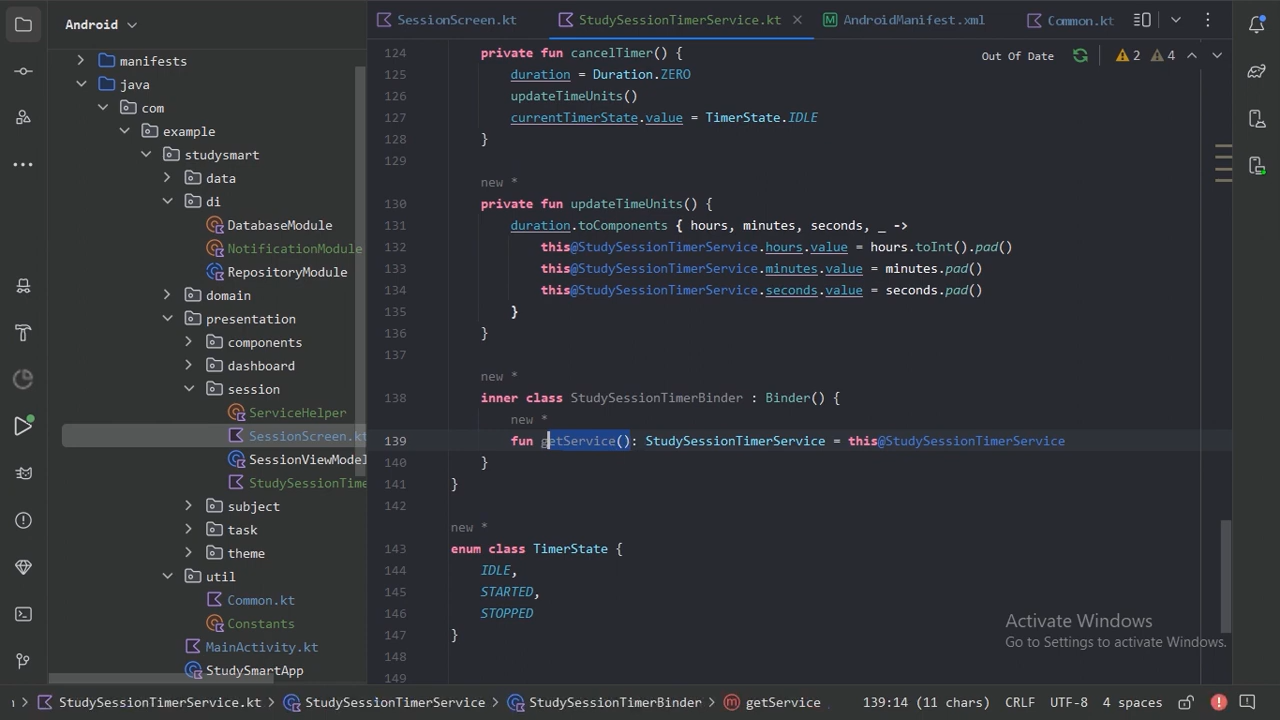 Android
SessionScreen.kt
StudySessionTimerService.kt
AndroidManifest.xml
Common.kt
Out Of Date
2
4
manifests
java
com
example
studysmart
data
di
DatabaseModule
NotificationModule
RepositoryModule
domain
presentation
components
dashboard
session
ServiceHelper
SessionScreen.kt
SessionViewModel
StudySessionTime
subject
task
theme
util
Common.kt
Constants
MainActivity.kt
StudySmartApp
124 private fun cancelTimer() {
125 duration = Duration.ZERO
126 updateTimeUnits()
127 currentTimerState.value = TimerState.IDLE
128 }
129
new *
130 private fun updateTimeUnits() {
131 duration.toComponents { hours, minutes, seconds, _ ->
132 this@StudySessionTimerService.hours.value = hours.toInt().pad()
133 this@StudySessionTimerService.minutes.value = minutes.pad()
134 this@StudySessionTimerService.seconds.value = seconds.pad()
135 }
136 }
137
new *
138 inner class StudySessionTimerBinder : Binder() {
new *
139 fun getService(): StudySessionTimerService = this@StudySessionTimerService
140 }
141 }
142
new *
143 enum class TimerState {
144 IDLE,
145 STARTED,
146 STOPPED
147 }
148
Activate Windows
Go to Settings to activate Windows.
StudySessionTimerService.kt > StudySessionTimerService > StudySessionTimerBinder > getService
139:14 (11 chars) CRLF UTF-8 4 spaces